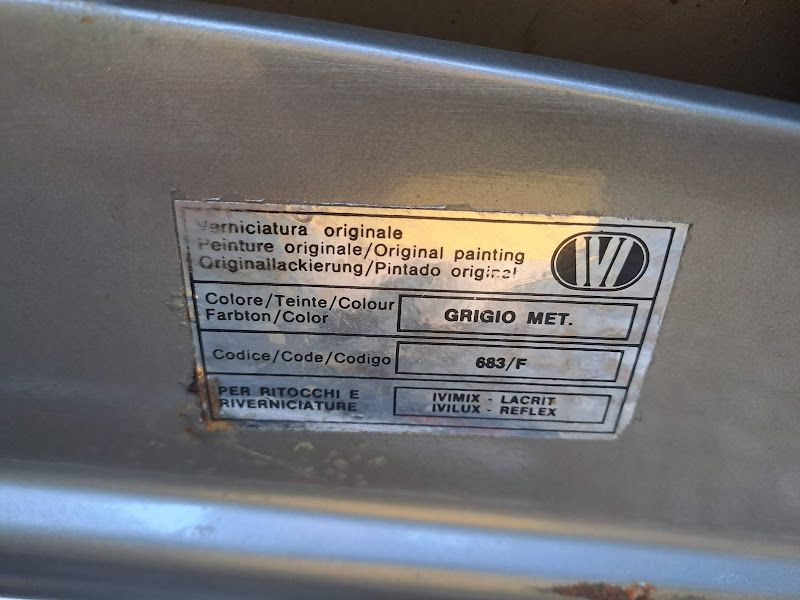 Verniciatura originale
Peinture originale/Original painting
Originallackierung/Pintado original
IVI
Colore/Teinte/Colour
Farbton/Color
GRIGIO MET.
Codice/Code/Codigo
683/F
PER RITOCCHI E
RIVERNICIATURE
IVIMIX - LACRIT
IVILUX - REFLEX